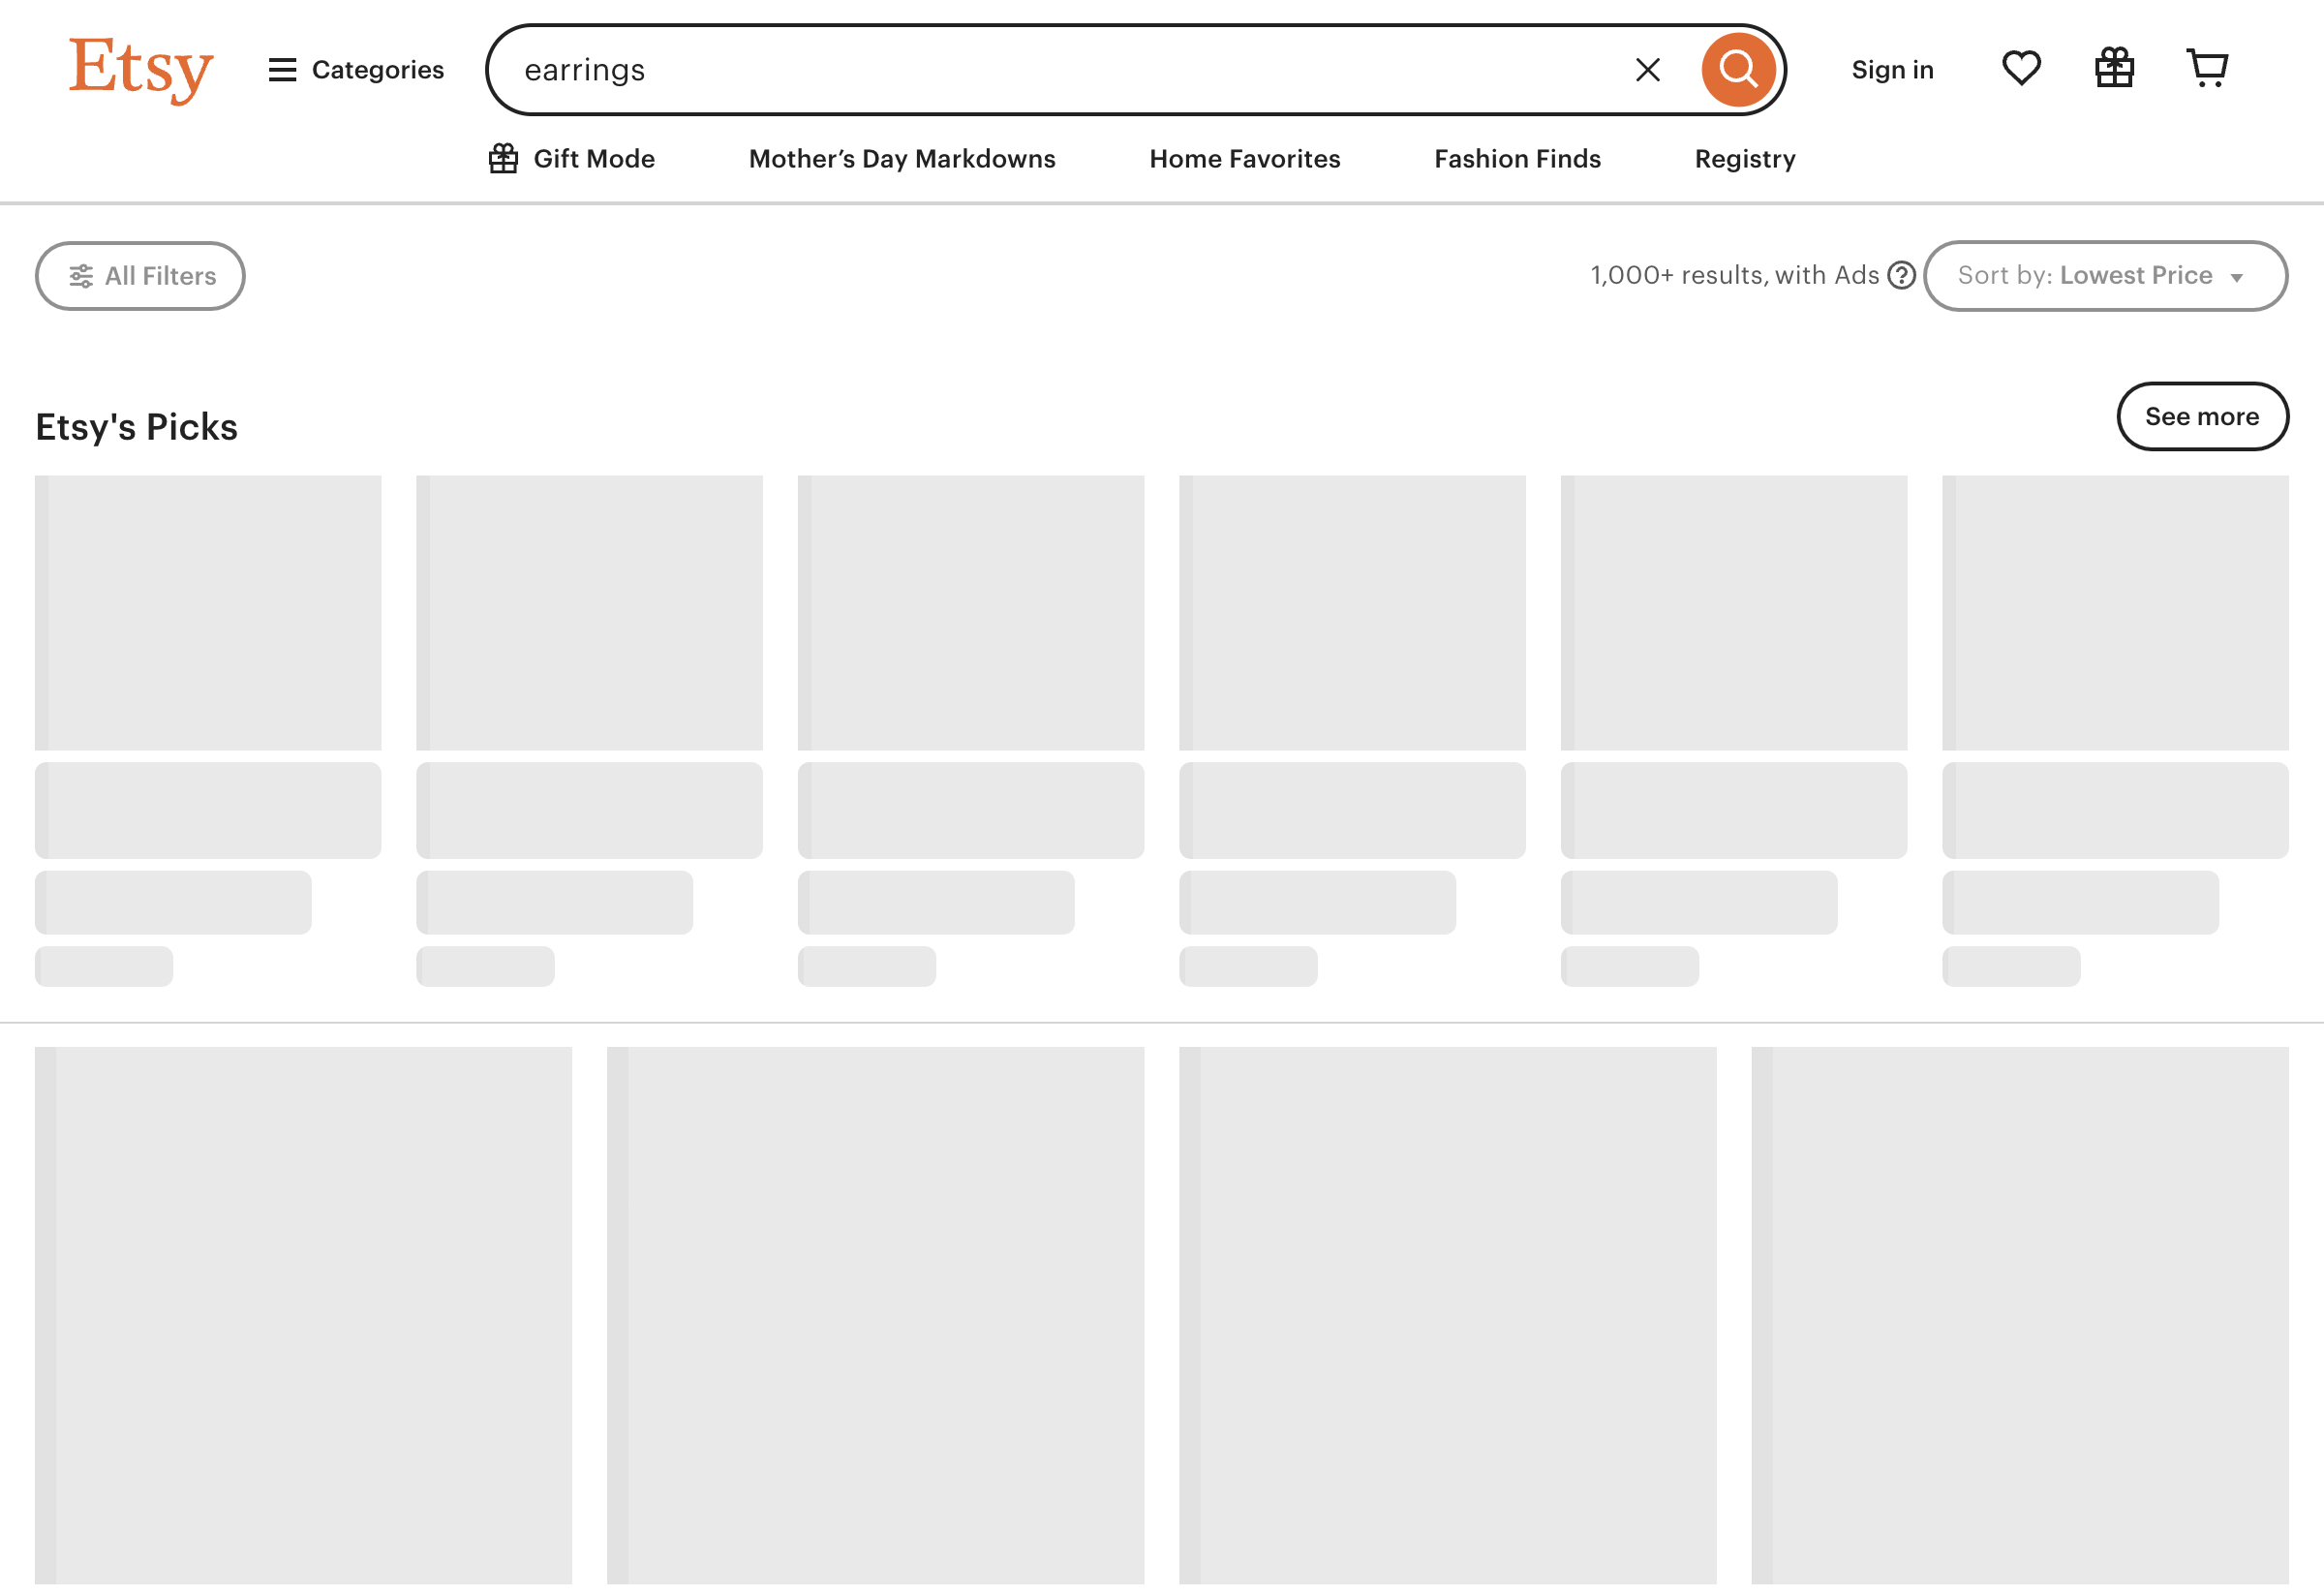 Etsy
Categories
earrings
Sign in
Gift Mode
Mother’s Day Markdowns
Home Favorites
Fashion Finds
Registry
All Filters
1,000+ results, with Ads ?
Sort by: Lowest Price
Etsy's Picks
See more